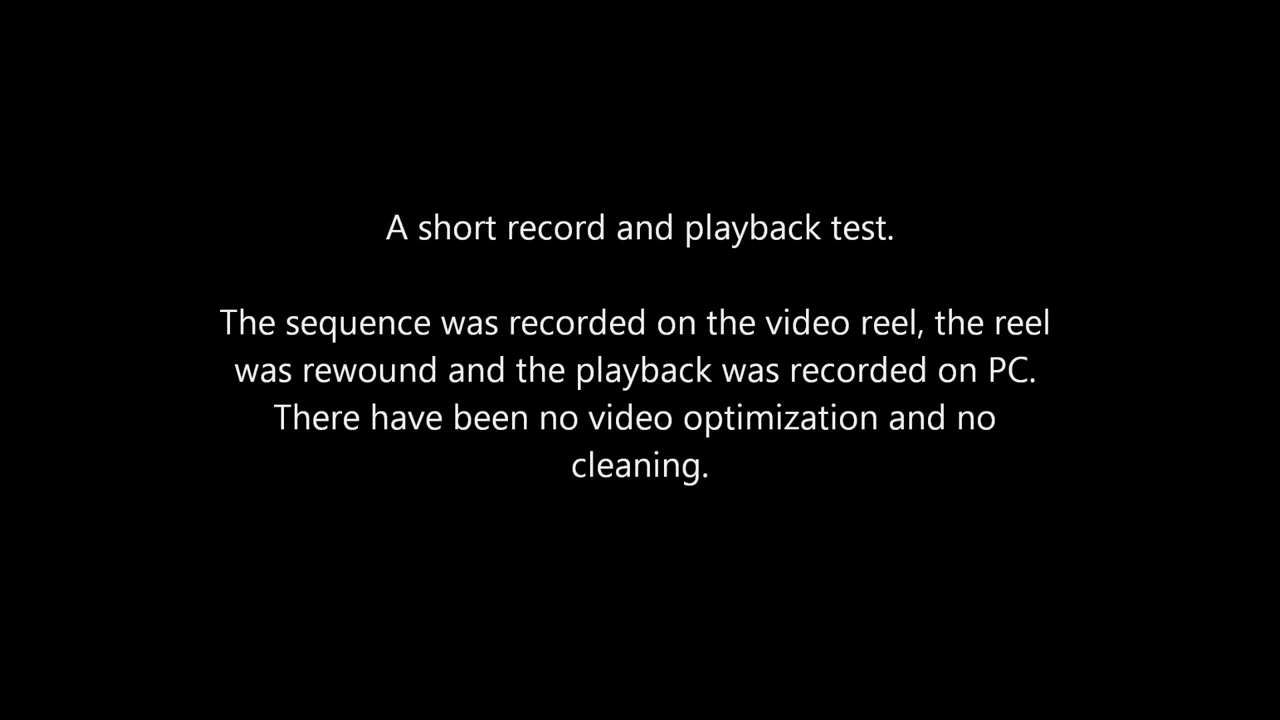 A short record and playback test.
The sequence was recorded on the video reel, the reel
was rewound and the playback was recorded on PC.
There have been no video optimization and no
cleaning.